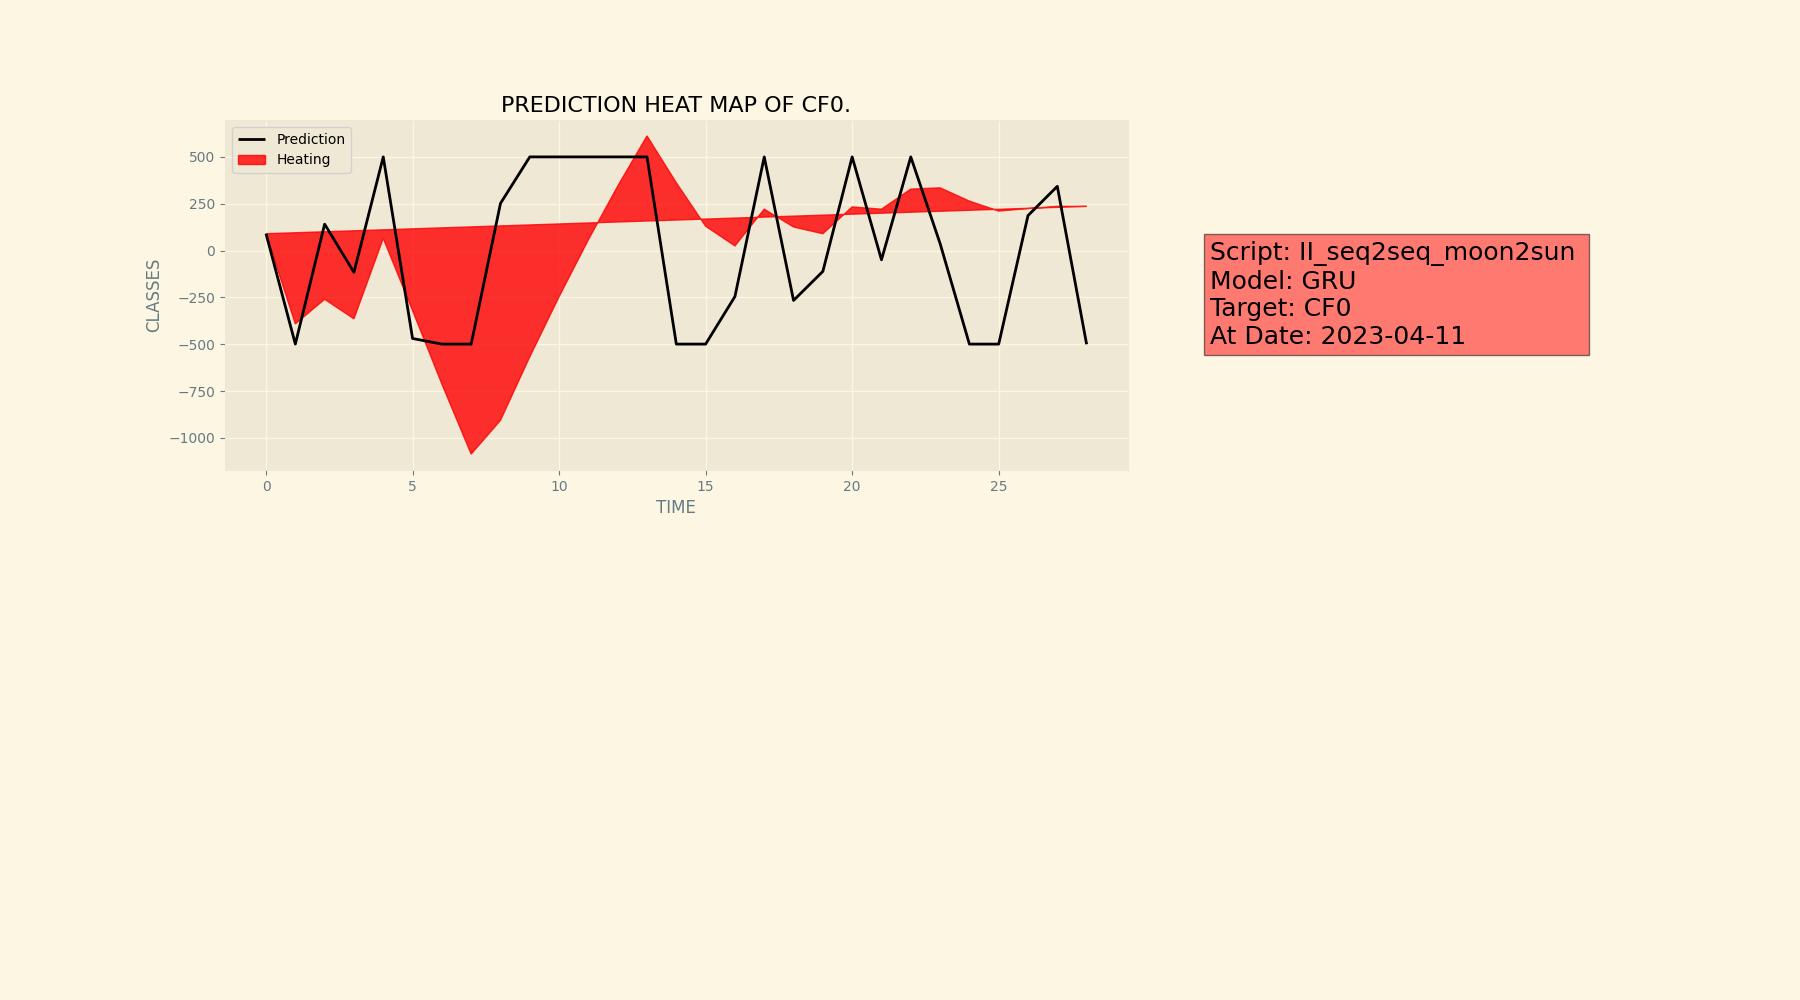 PREDICTION HEAT MAP OF CF0.
Prediction
Heating
500
250
0
−250
−500
−750
−1000
CLASSES
0 5 10 15 20 25
TIME
Script: II_seq2seq_moon2sun
Model: GRU
Target: CF0
At Date: 2023-04-11